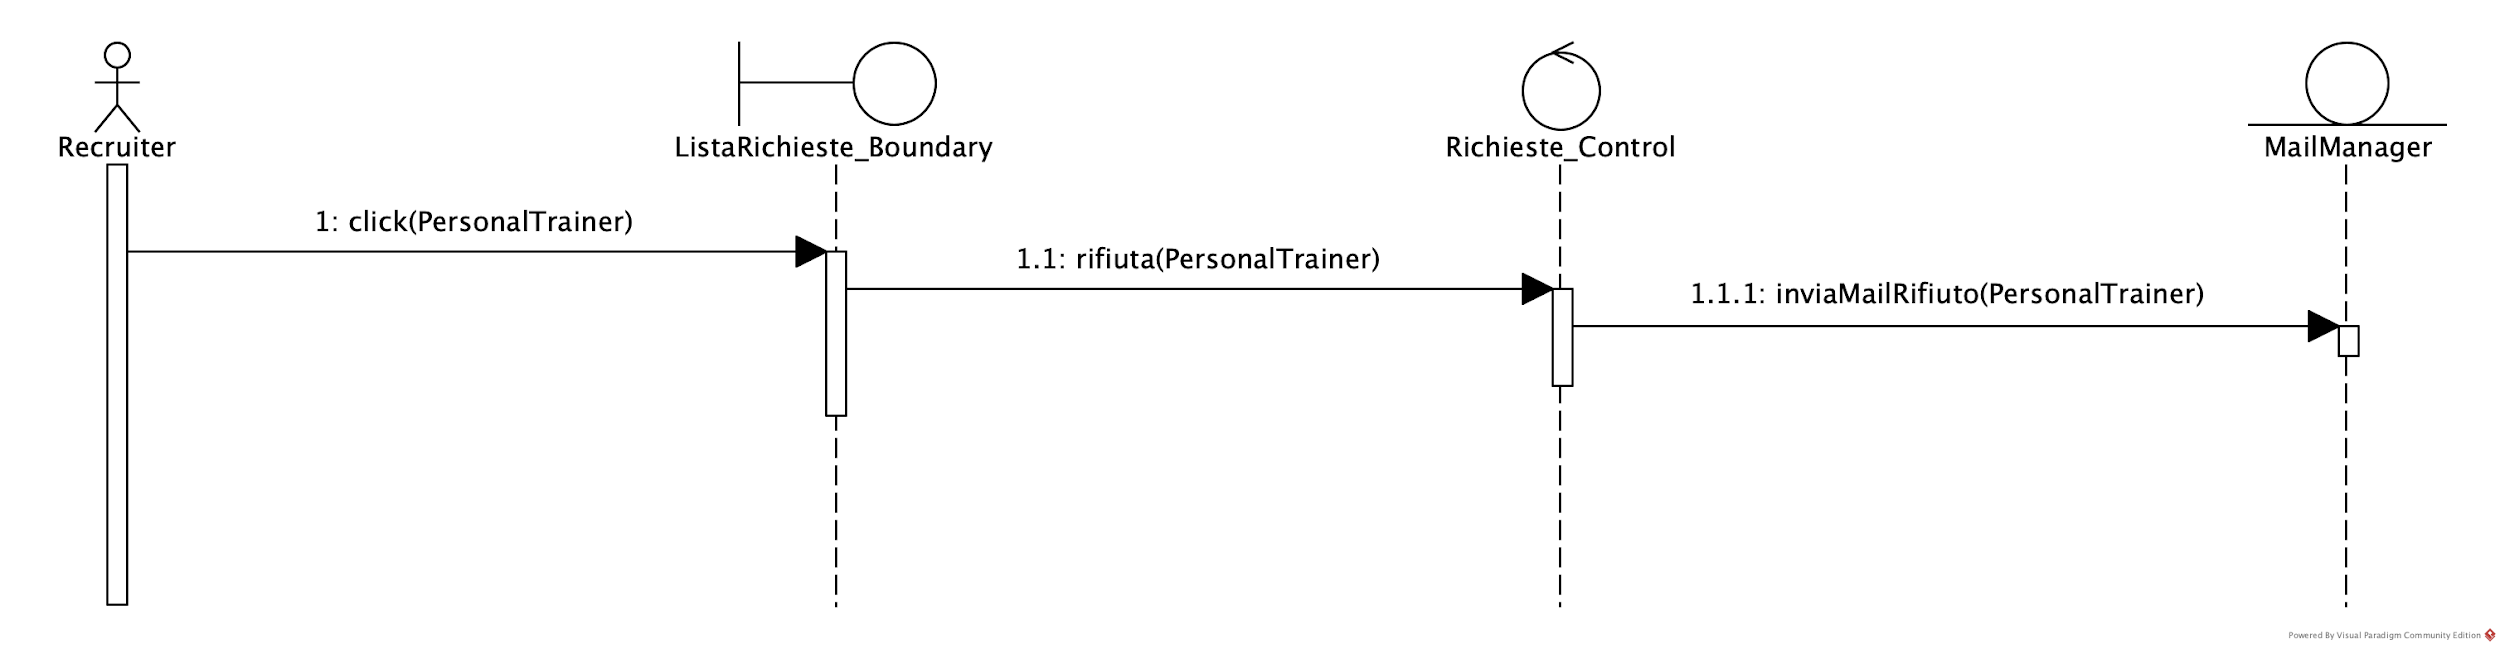 Recruiter
ListaRichieste_Boundary
Richieste_Control
MailManager
1: click(PersonalTrainer)
1.1: rifiuta(PersonalTrainer)
1.1.1: inviaMailRifiuto(PersonalTrainer)
Powered By Visual Paradigm Community Edition